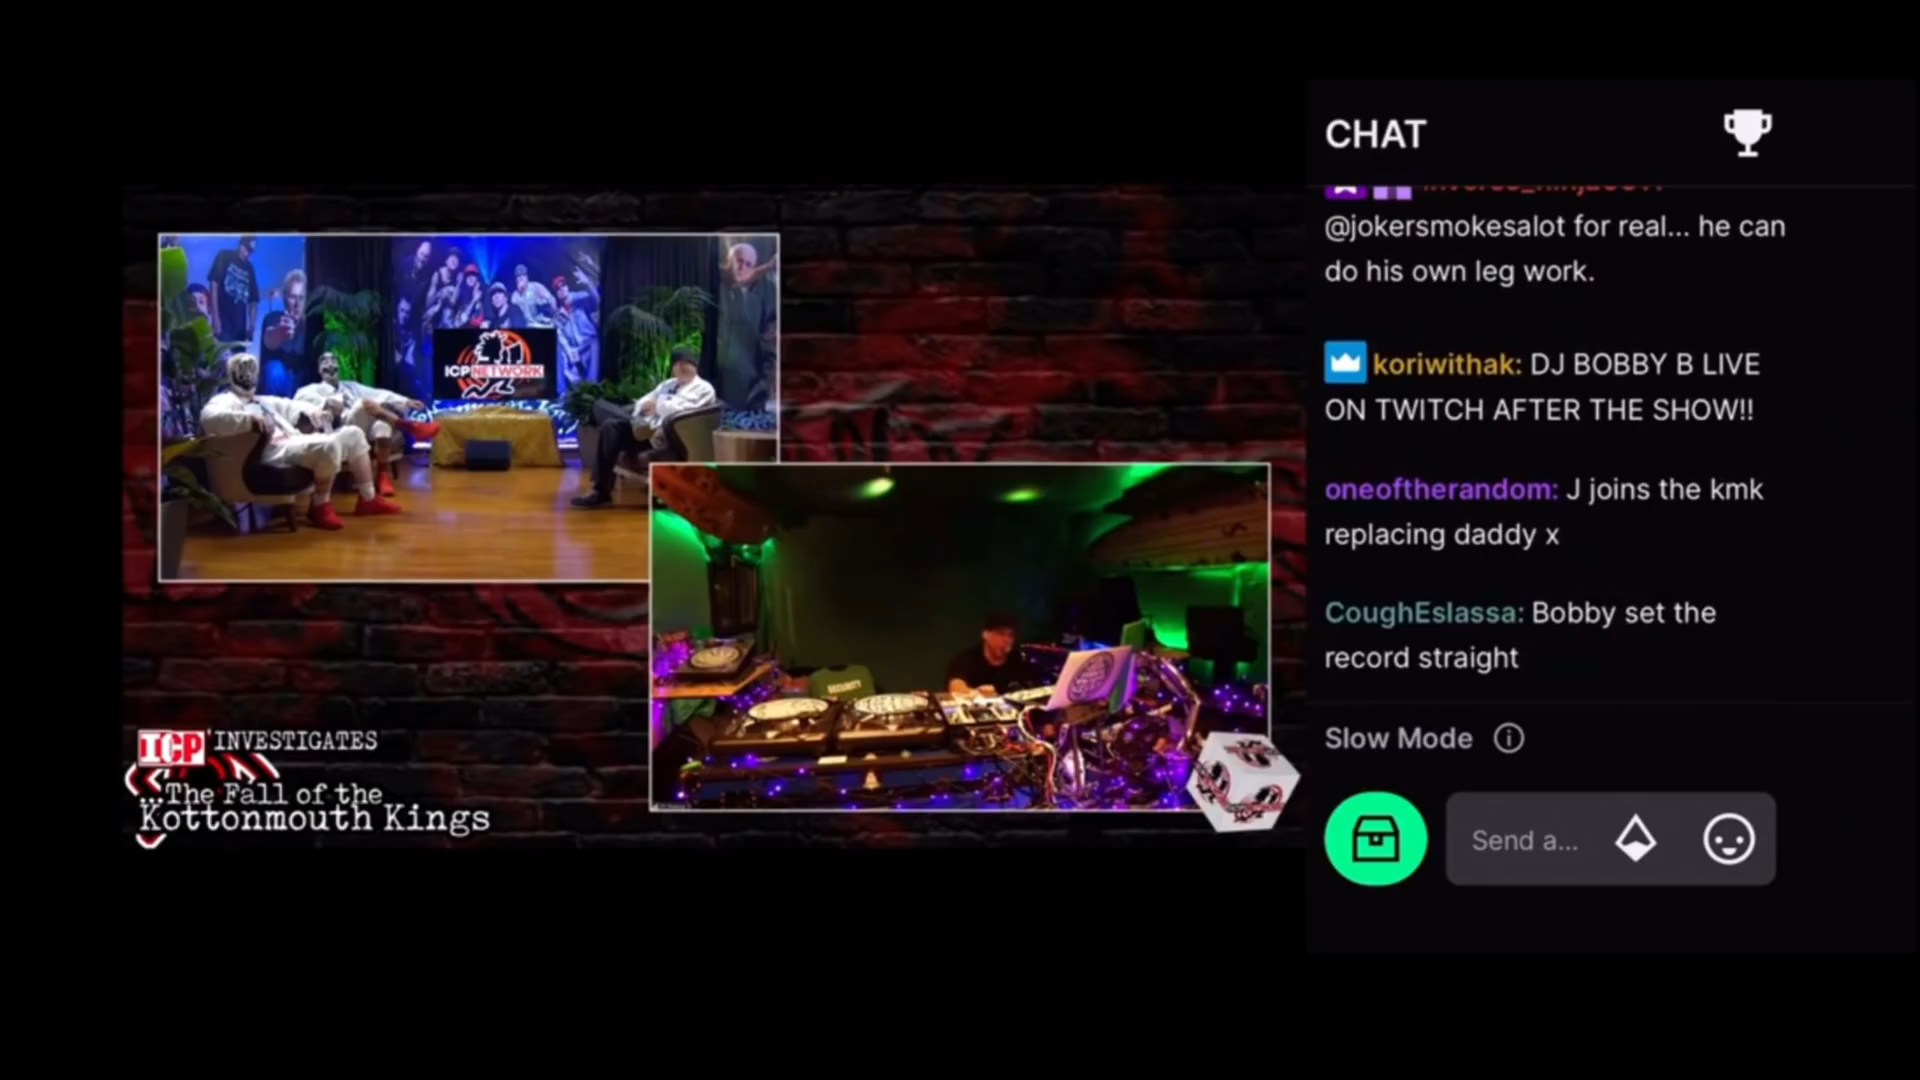 CHAT
@jokersmokesalot for real... he can
do his own leg work.
koriwithak: DJ BOBBY B LIVE
ON TWITCH AFTER THE SHOW!!
oneoftherandom: J joins the kmk
replacing daddy x
CoughEslassa: Bobby set the
record straight
Slow Mode
Send a...
ICP NETWORK
SECURITY
ICP INVESTIGATES
The Fall of the
Kottonmouth Kings